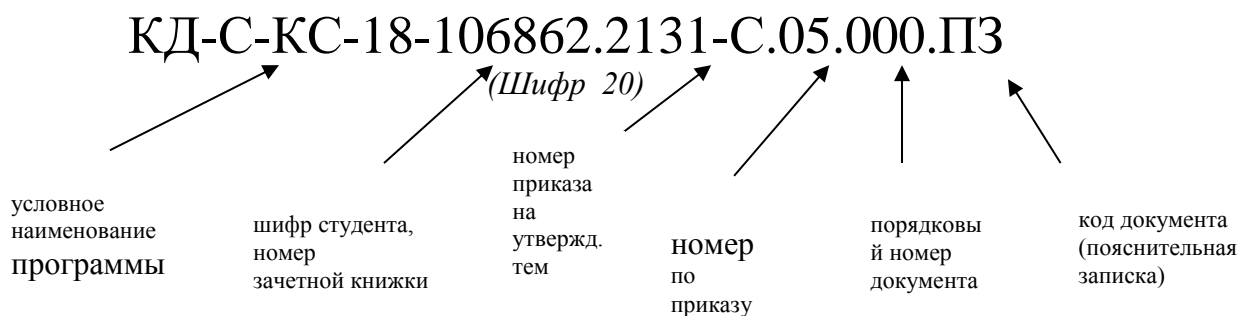 КД-С-КС-18-106862.2131-С.05.000.ПЗ
(Шифр 20)
условное
наименование
программы
шифр студента,
номер
зачетной книжки
номер
приказа
на
утвержд.
тем
номер
по
приказу
порядковы
й номер
документа
код документа
(пояснительная
записка)